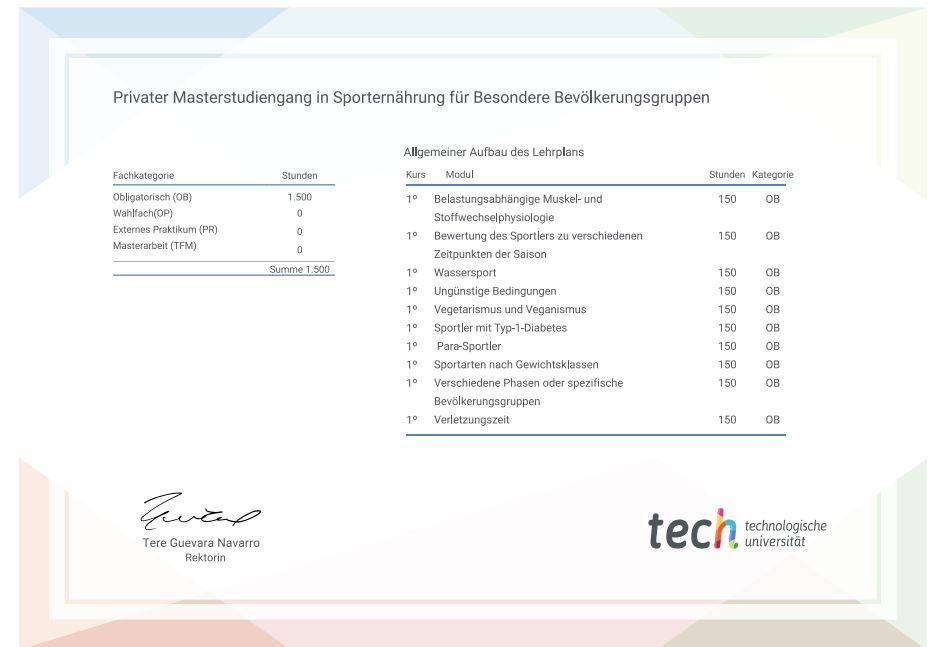 Privater Masterstudiengang in Sporternährung für Besondere Bevölkerungsgruppen
Fachkategorie Stunden
Obligatorisch (OB) 1.500
Wahlfach(OP) 0
Externes Praktikum (PR) 0
Masterarbeit (TFM) 0
Summe 1.500
Allgemeiner Aufbau des Lehrplans
Kurs Modul Stunden Kategorie
1º Belastungsabhängige Muskel- und 150 OB
Stoffwechselphysiologie
1º Bewertung des Sportlers zu verschiedenen 150 OB
Zeitpunkten der Saison
1º Wassersport 150 OB
1º Ungünstige Bedingungen 150 OB
1º Vegetarismus und Veganismus 150 OB
1º Sportler mit Typ-1-Diabetes 150 OB
1º Para-Sportler 150 OB
1º Sportarten nach Gewichtsklassen 150 OB
1º Verschiedene Phasen oder spezifische 150 OB
Bevölkerungsgruppen
1º Verletzungszeit 150 OB
Tere Guevara Navarro
Rektorin
tech technologische
universität